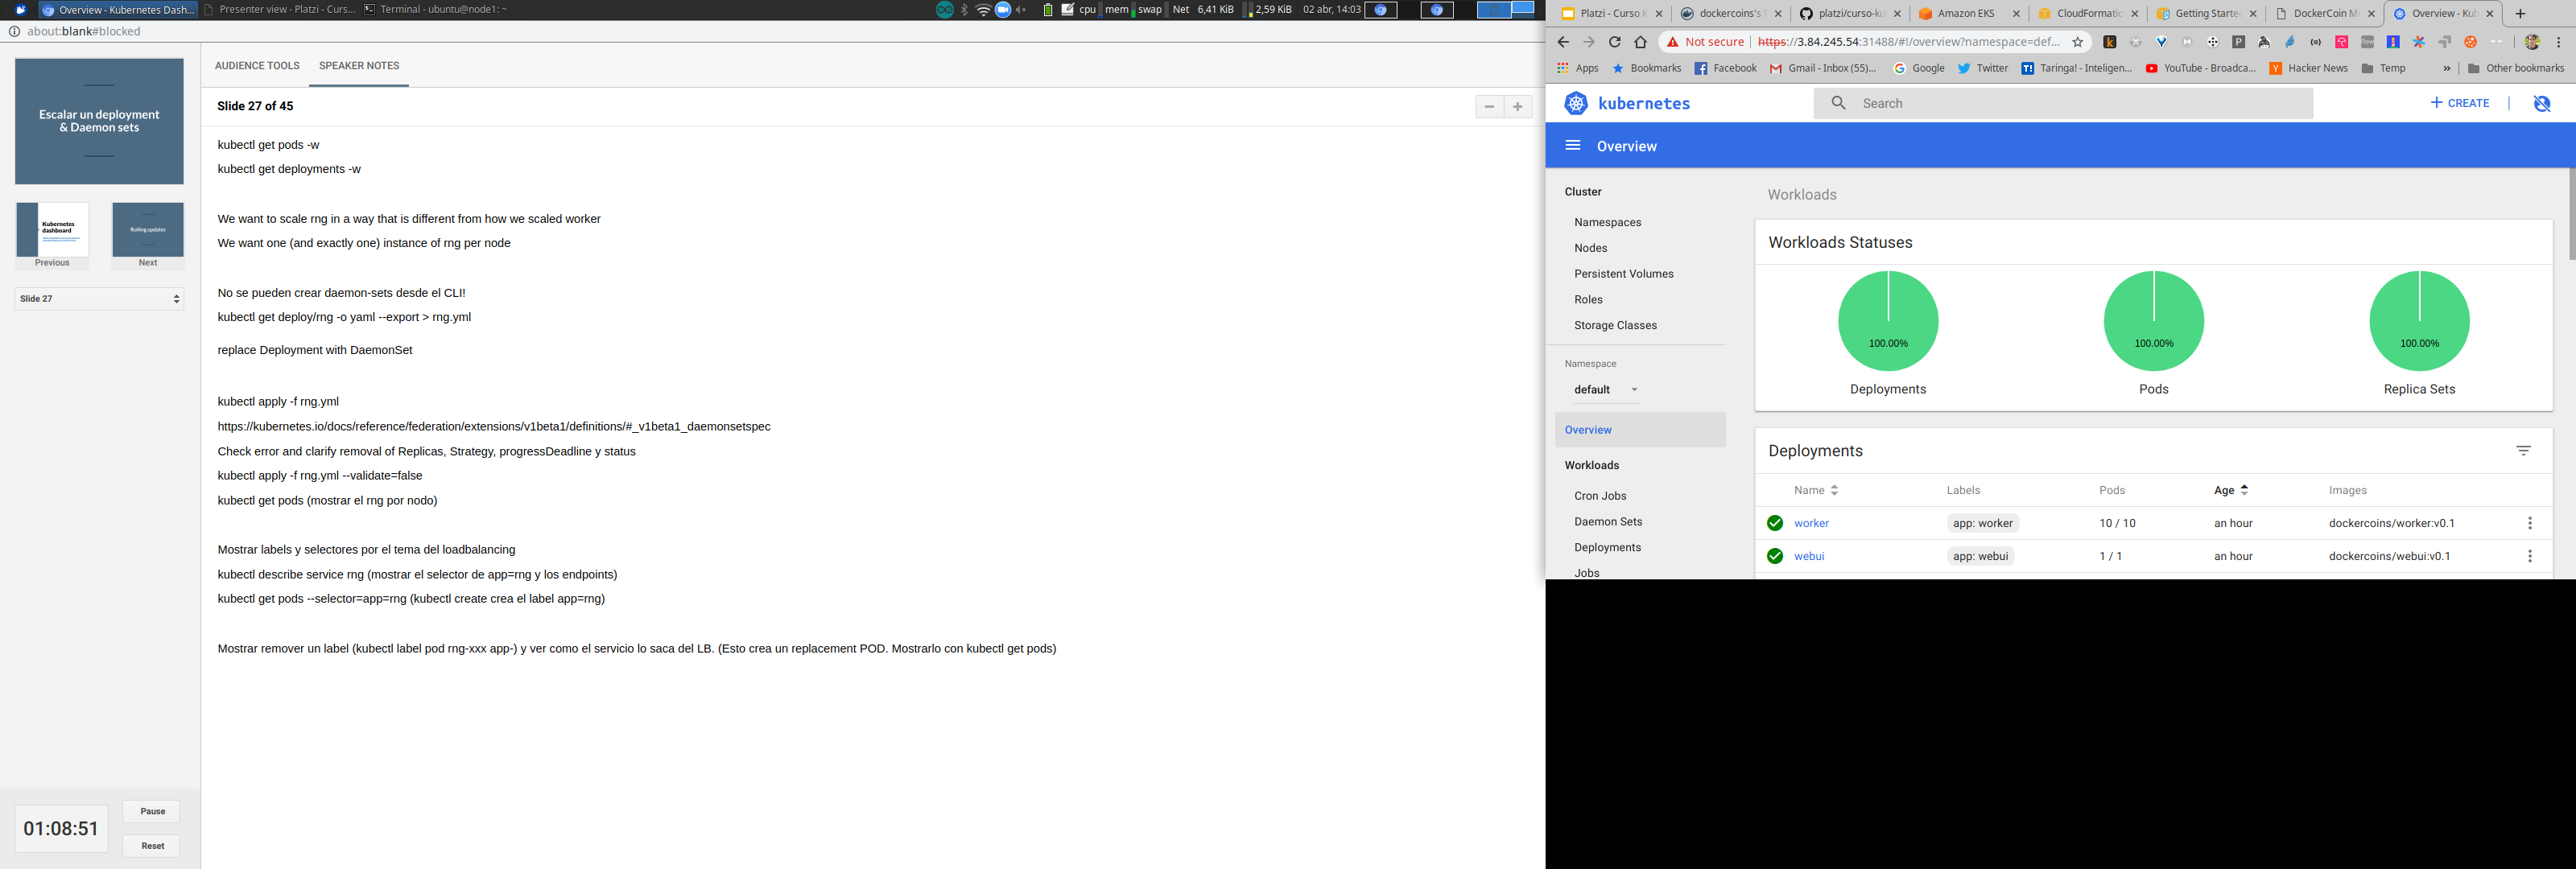 Overview - Kubernetes Dash...
Presenter view - Platzi - Curs...
Terminal - ubuntu@node1: ~
cpu
mem
swap
Net
6,41 KiB
2,59 KiB
02 abr, 14:03
about:blank#blocked
Escalar un deployment
& Daemon sets
Kubernetes
dashboard
Rolling updates
Previous
Next
Slide 27
01:08:51
Pause
Reset
AUDIENCE TOOLS
SPEAKER NOTES
Slide 27 of 45
kubectl get pods -w
kubectl get deployments -w
We want to scale rng in a way that is different from how we scaled worker
We want one (and exactly one) instance of rng per node
No se pueden crear daemon-sets desde el CLI!
kubectl get deploy/rng -o yaml --export > rng.yml
replace Deployment with DaemonSet
kubectl apply -f rng.yml
https://kubernetes.io/docs/reference/federation/extensions/v1beta1/definitions/#_v1beta1_daemonsetspec
Check error and clarify removal of Replicas, Strategy, progressDeadline y status
kubectl apply -f rng.yml --validate=false
kubectl get pods (mostrar el rng por nodo)
Mostrar labels y selectores por el tema del loadbalancing
kubectl describe service rng (mostrar el selector de app=rng y los endpoints)
kubectl get pods --selector=app=rng (kubectl create crea el label app=rng)
Mostrar remover un label (kubectl label pod rng-xxx app-) y ver como el servicio lo saca del LB. (Esto crea un replacement POD. Mostrarlo con kubectl get pods)
Platzi - Curso K
dockercoins's
platzi/curso-ku
Amazon EKS
CloudFormatio
Getting Starte
DockerCoin M
Overview - Kub
Not secure
https://3.84.245.54:31488/#!/overview?namespace=def...
Apps
Bookmarks
Facebook
Gmail - Inbox (55)...
Google
Twitter
Taringa! - Inteligen...
YouTube - Broadca...
Hacker News
Temp
»
Other bookmarks
kubernetes
Search
+ CREATE
Overview
Cluster
Namespaces
Nodes
Persistent Volumes
Roles
Storage Classes
Namespace
default
Overview
Workloads
Cron Jobs
Daemon Sets
Deployments
Jobs
Workloads
Workloads Statuses
100.00%
100.00%
100.00%
Deployments
Pods
Replica Sets
Deployments
Name
Labels
Pods
Age
Images
worker
app: worker
10 / 10
an hour
dockercoins/worker:v0.1
webui
app: webui
1 / 1
an hour
dockercoins/webui:v0.1